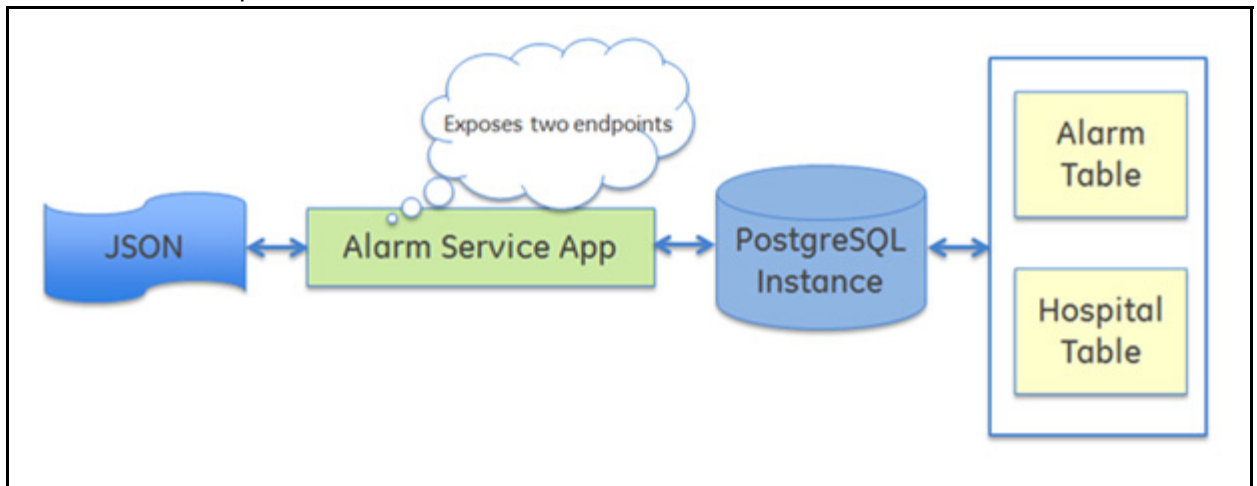 Exposes two endpoints
JSON
Alarm Service App
PostgreSQL
Instance
Alarm
Table
Hospital
Table